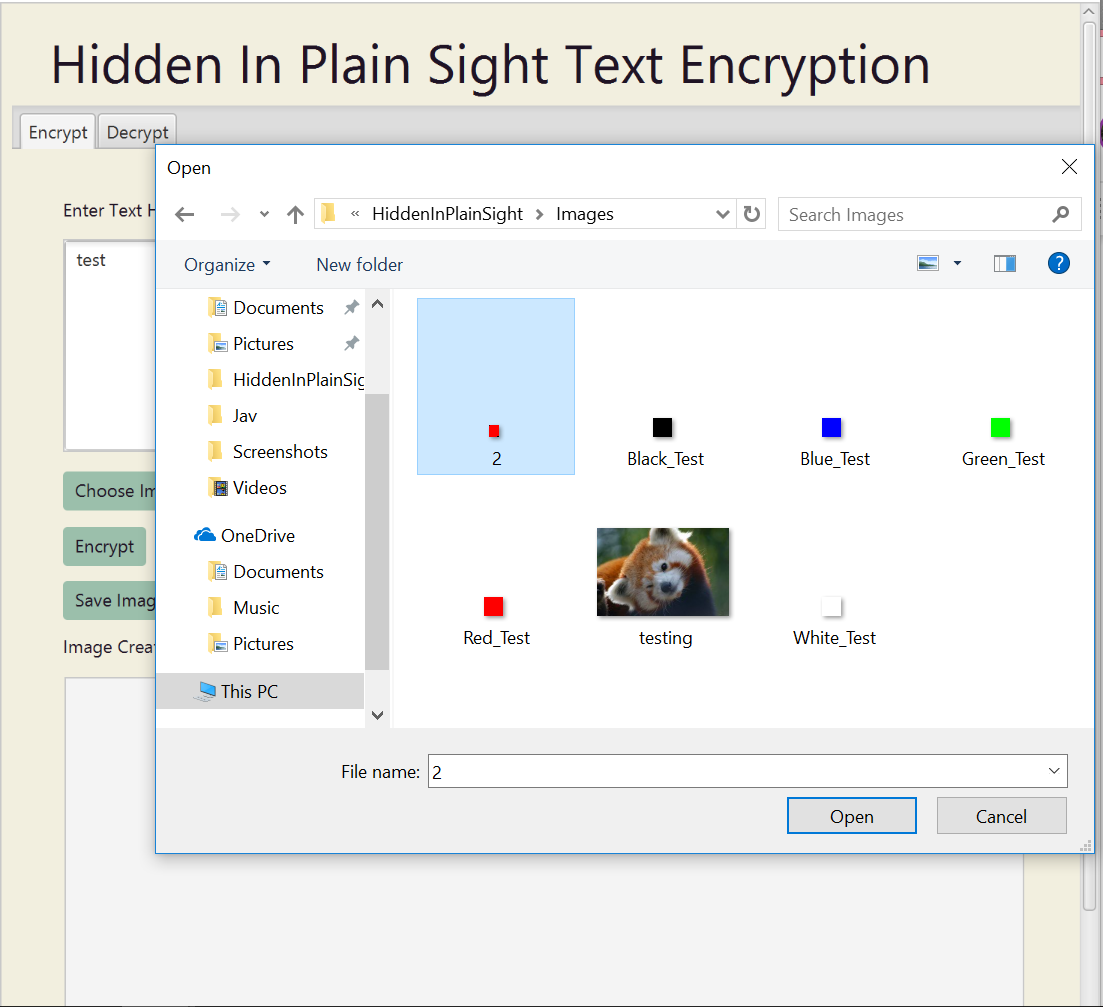 Hidden In Plain Sight Text Encryption
Encrypt Decrypt
Open
Enter Text H
« HiddenInPlainSight > Images
Search Images
test
Organize
New folder
Documents
Pictures
HiddenInPlainSig
Jav
Screenshots
Videos
OneDrive
Documents
Music
Pictures
This PC
2
Black_Test
Blue_Test
Green_Test
Red_Test
testing
White_Test
Choose Im
Encrypt
Save Imag
Image Crea
File name: 2
Open
Cancel